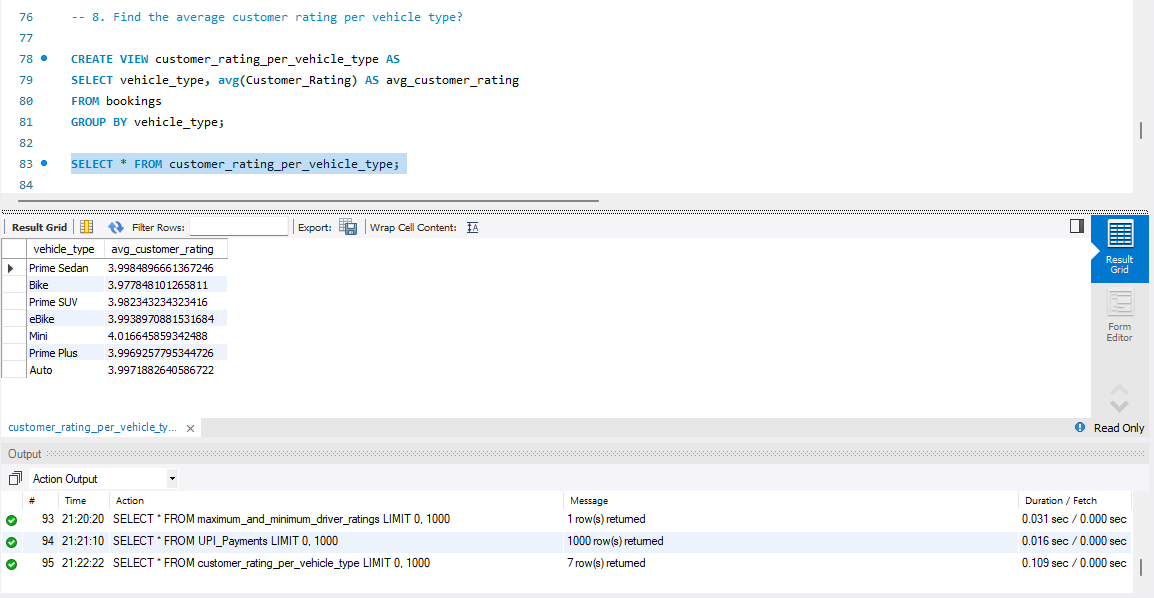 76 -- 8. Find the average customer rating per vehicle type?
77
78 CREATE VIEW customer_rating_per_vehicle_type AS
79 SELECT vehicle_type, avg(Customer_Rating) AS avg_customer_rating
80 FROM bookings
81 GROUP BY vehicle_type;
82
83 SELECT * FROM customer_rating_per_vehicle_type;
84
Result Grid Filter Rows: Export: Wrap Cell Content:
vehicle_type avg_customer_rating
Prime Sedan 3.9984896661367246
Bike 3.977848101265811
Prime SUV 3.982343234323416
eBike 3.9938970881531684
Mini 4.016645859342488
Prime Plus 3.9969257795344726
Auto 3.9971882640586722
Result
Grid
Form
Editor
customer_rating_per_vehicle_ty... Read Only
Output
Action Output
# Time Action Message Duration / Fetch
93 21:20:20 SELECT * FROM maximum_and_minimum_driver_ratings LIMIT 0, 1000 1 row(s) returned 0.031 sec / 0.000 sec
94 21:21:10 SELECT * FROM UPI_Payments LIMIT 0, 1000 1000 row(s) returned 0.016 sec / 0.000 sec
95 21:22:22 SELECT * FROM customer_rating_per_vehicle_type LIMIT 0, 1000 7 row(s) returned 0.109 sec / 0.000 sec